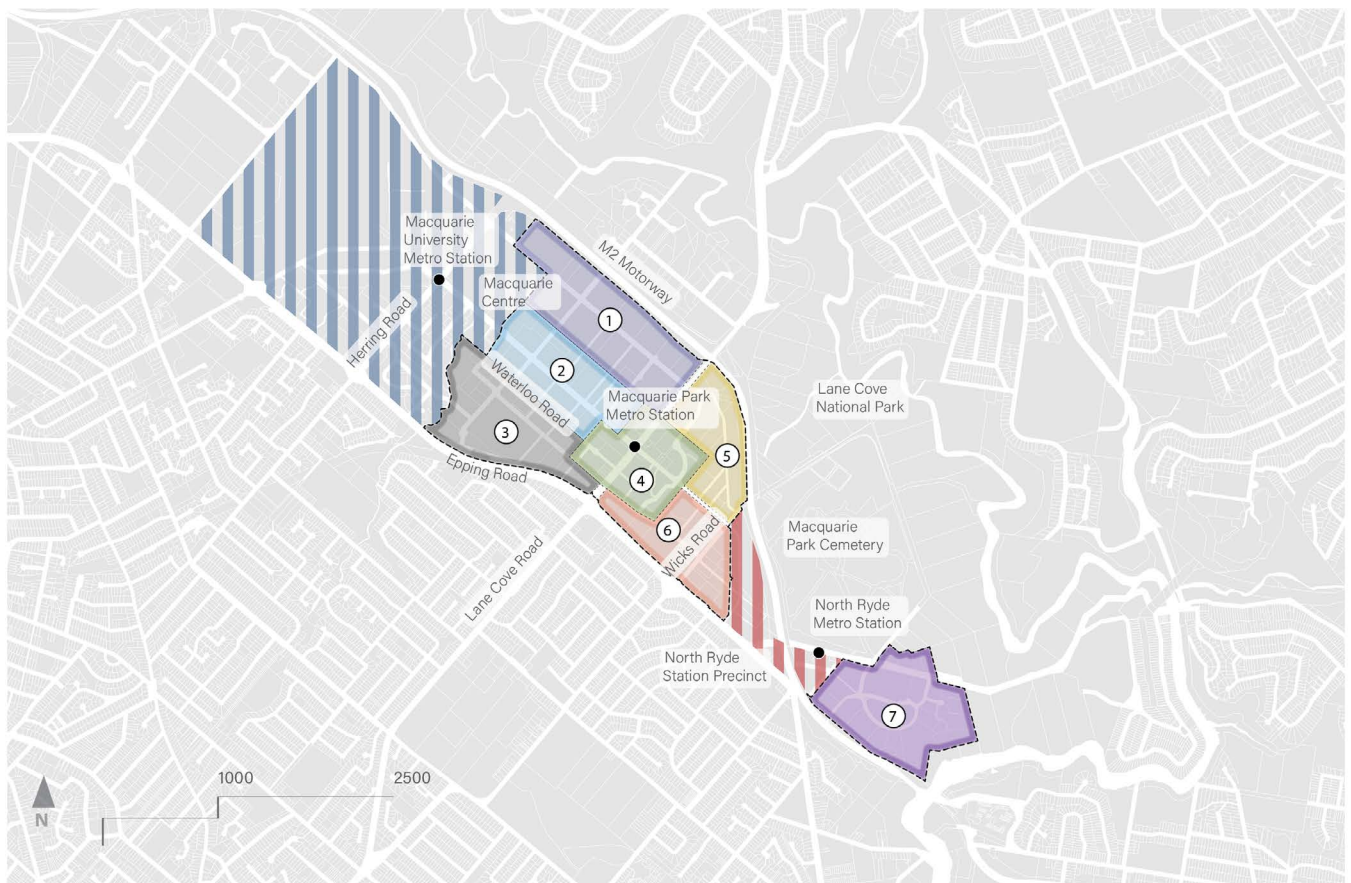 Macquarie
University
Metro Station
Macquarie
Centre
M2 Motorway
1
Herring Road
2
Waterloo Road
Macquarie Park
Metro Station
Lane Cove
National Park
3
5
Epping Road
4
6
Wicks Road
Macquarie
Park Cemetery
Lane Cove Road
North Ryde
Metro Station
North Ryde
Station Precinct
7
1000
2500
N